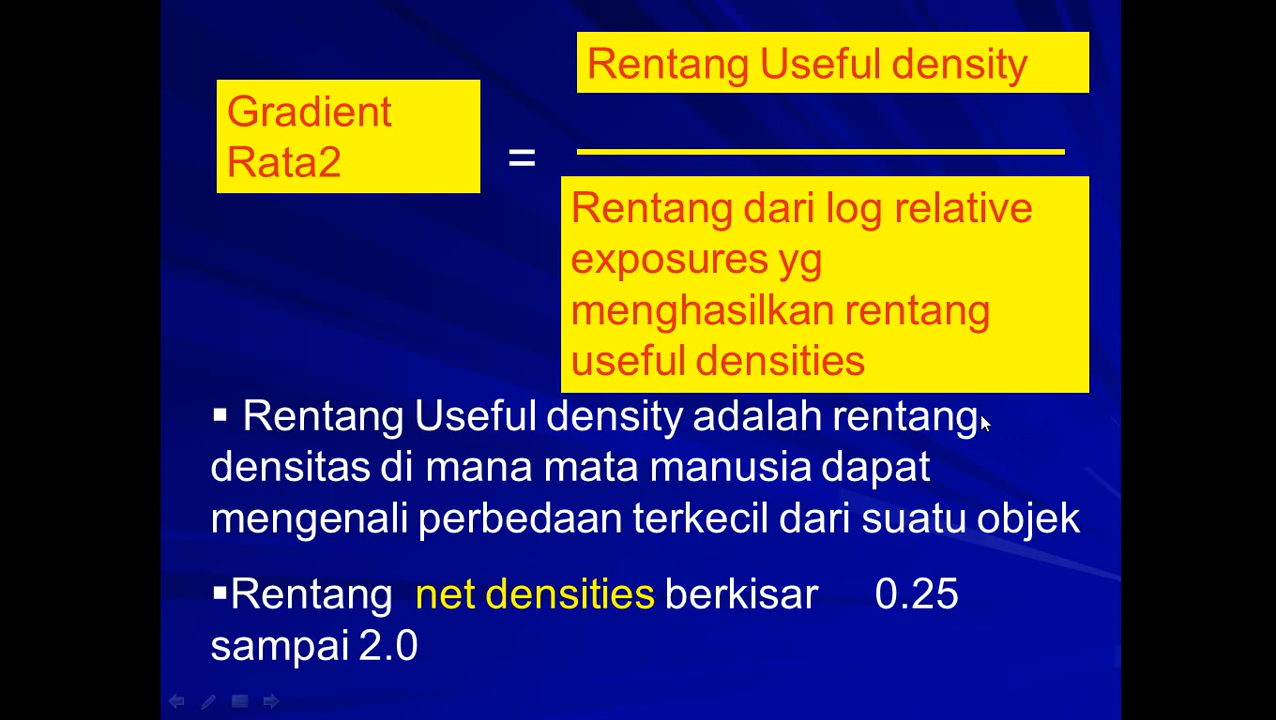 Rentang Useful density
Gradient
Rata2
=
Rentang dari log relative
exposures yg
menghasilkan rentang
useful densities
▪ Rentang Useful density adalah rentang
densitas di mana mata manusia dapat
mengenali perbedaan terkecil dari suatu objek
▪Rentang net densities berkisar 0.25
sampai 2.0